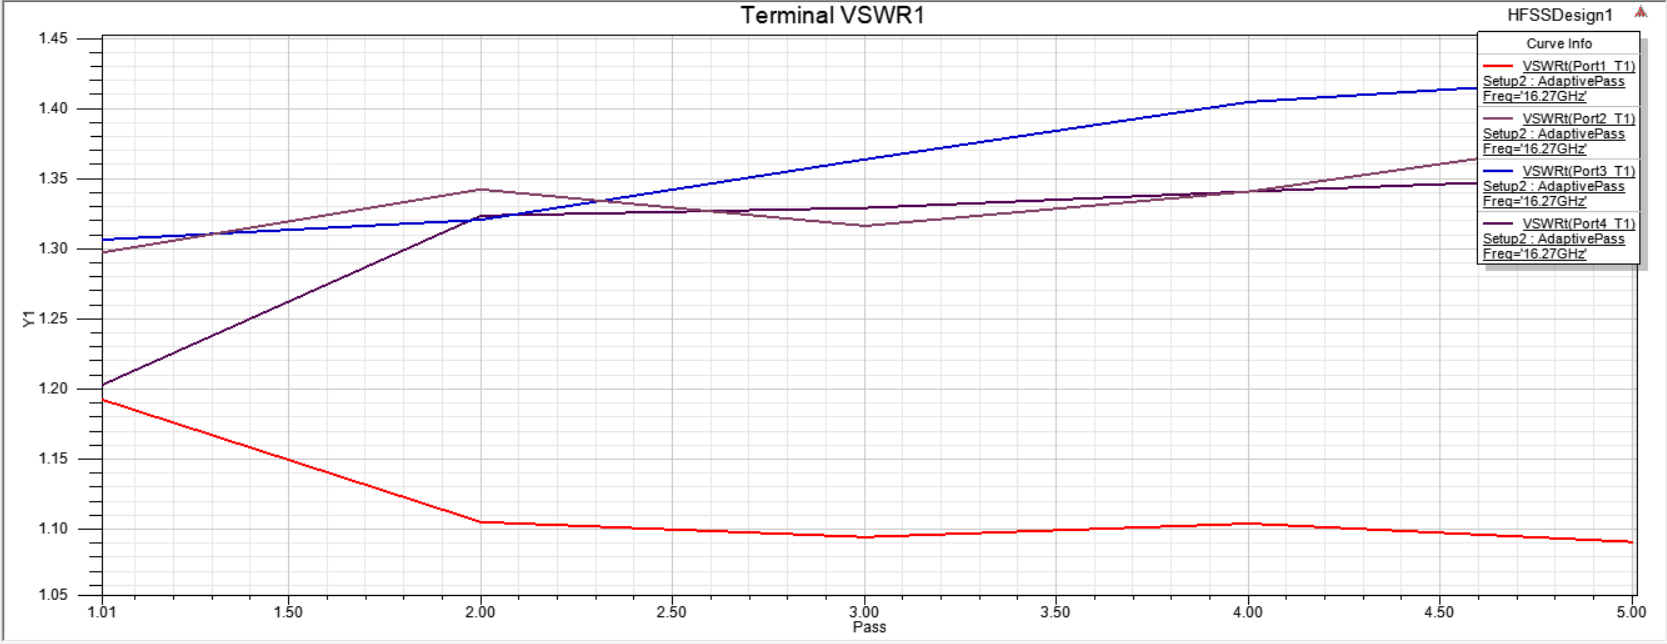 Terminal VSWR1
HFSSDesign1
Curve Info
VSWRt(Port1_T1)
Setup2 : AdaptivePass
Freq='16.27GHz'
VSWRt(Port2_T1)
Setup2 : AdaptivePass
Freq='16.27GHz'
VSWRt(Port3_T1)
Setup2 : AdaptivePass
Freq='16.27GHz'
VSWRt(Port4_T1)
Setup2 : AdaptivePass
Freq='16.27GHz'
1.45
1.40
1.35
1.30
1.25
1.20
1.15
1.10
1.05
Y1
1.01 1.50 2.00 2.50 3.00 3.50 4.00 4.50 5.00
Pass